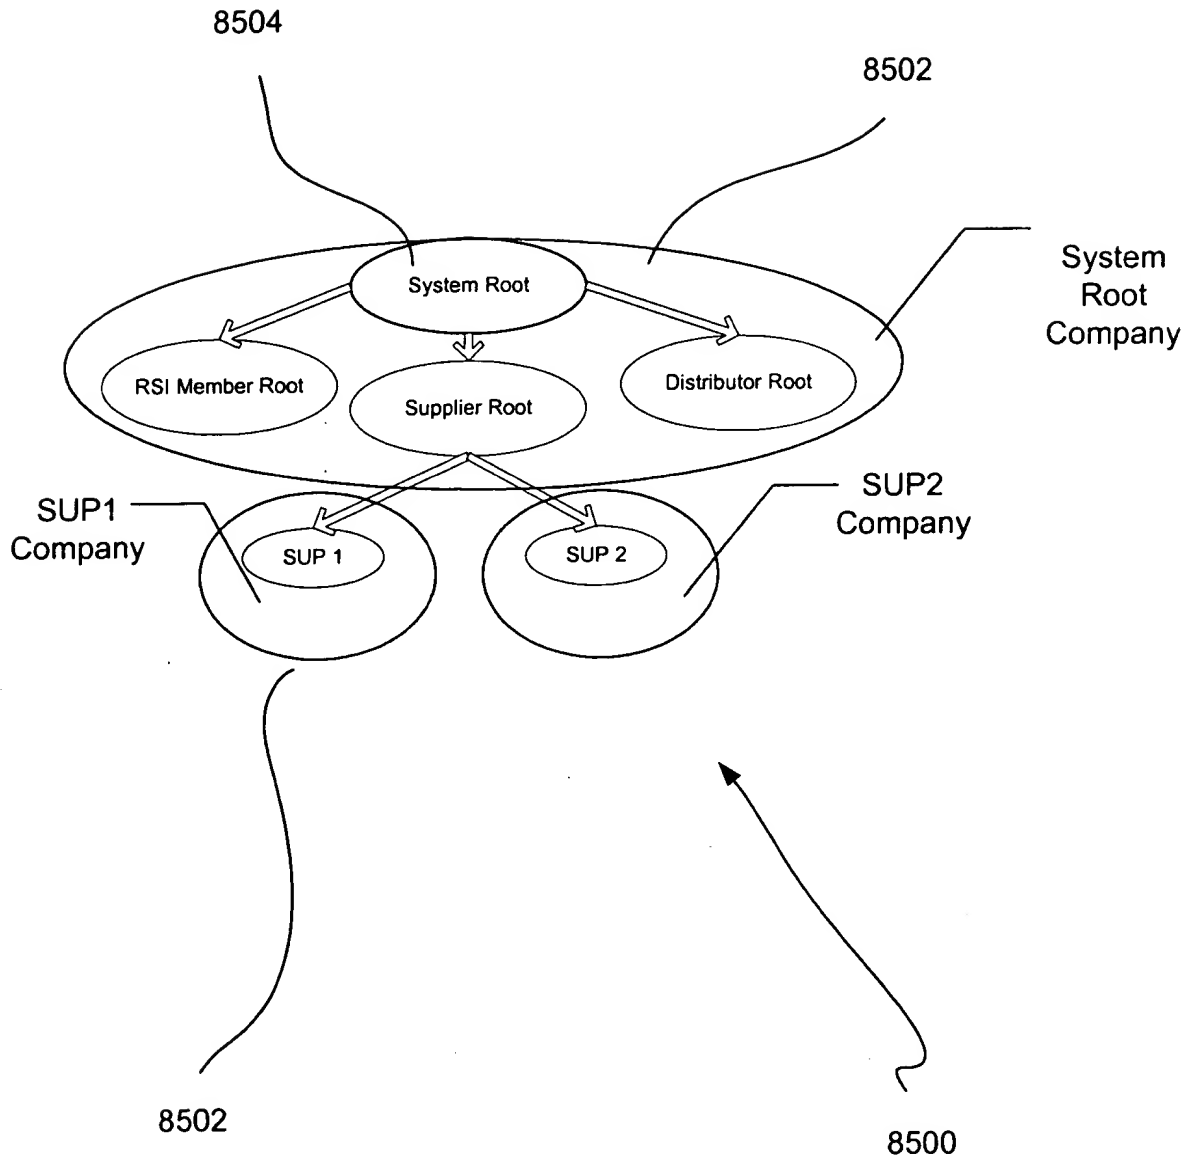 8504
8502
System
Root
Company
System Root
RSI Member Root
Supplier Root
Distributor Root
SUP1
Company
SUP2
Company
SUP 1
SUP 2
8502
8500